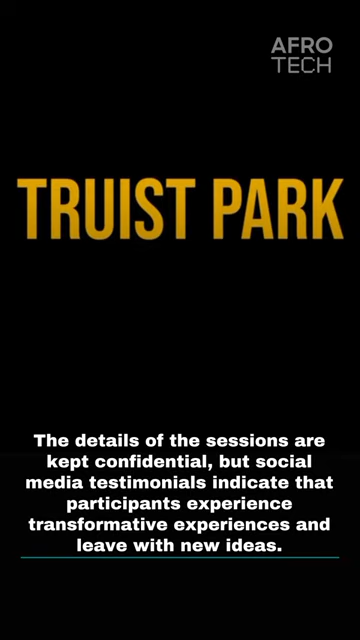 AFRO
TECH
TRUIST PARK
The details of the sessions are
kept confidential, but social
media testimonials indicate that
participants experience
transformative experiences and
leave with new ideas.